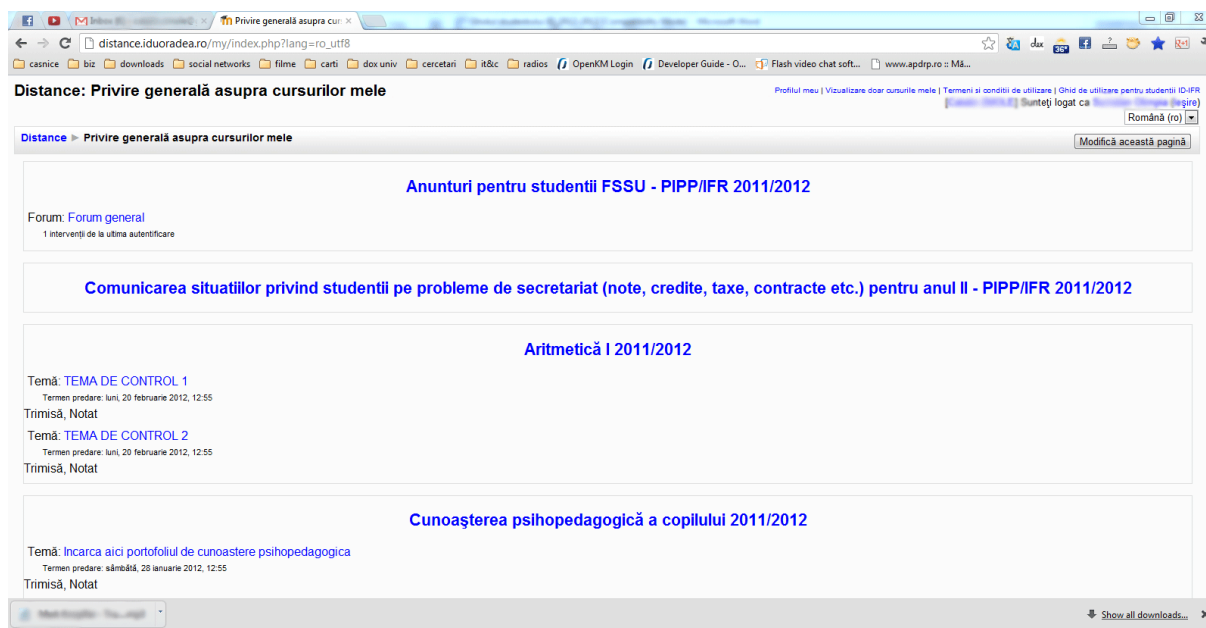 Privire generală asupra cur
distance.iduoradea.ro/my/index.php?lang=ro_utf8
casnice biz downloads social networks filme carti dox univ cercetari it&c radios OpenKM Login Developer Guide - O... Flash video chat soft... www.apdrp.ro :: Mă...
Distance: Privire generală asupra cursurilor mele
Profilul meu | Vizualizare doar cursurile mele | Termeni si conditii de utilizare | Ghid de utilizare pentru studentii ID-IFR
Sunteţi logat ca (Ieşire)
Română (ro)
Distance ► Privire generală asupra cursurilor mele
Modifică această pagină
Anunturi pentru studentii FSSU - PIPP/IFR 2011/2012
Forum: Forum general
1 intervenţii de la ultima autentificare
Comunicarea situatiilor privind studentii pe probleme de secretariat (note, credite, taxe, contracte etc.) pentru anul II - PIPP/IFR 2011/2012
Aritmetică I 2011/2012
Temă: TEMA DE CONTROL 1
Termen predare: luni, 20 februarie 2012, 12:55
Trimisă, Notat
Temă: TEMA DE CONTROL 2
Termen predare: luni, 20 februarie 2012, 12:55
Trimisă, Notat
Cunoaşterea psihopedagogică a copilului 2011/2012
Temă: Incarca aici portofoliul de cunoastere psihopedagogica
Termen predare: sâmbătă, 28 ianuarie 2012, 12:55
Trimisă, Notat
Show all downloads...